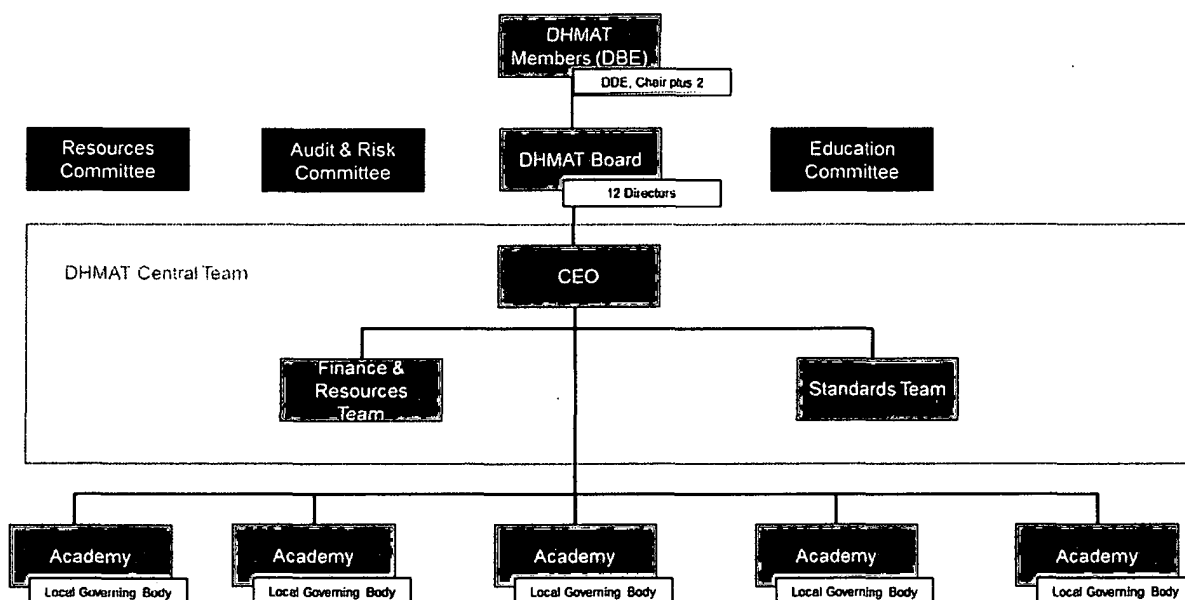 DHMAT
Members (DBE)
DDE, Chair plus 2
Resources
Committee
Audit & Risk
Committee
DHMAT Board
12 Directors
Education
Committee
DHMAT Central Team
CEO
Finance &
Resources
Team
Standards Team
Academy
Local Governing Body
Academy
Local Governing Body
Academy
Local Governing Body
Academy
Local Governing Body
Academy
Local Governing Body